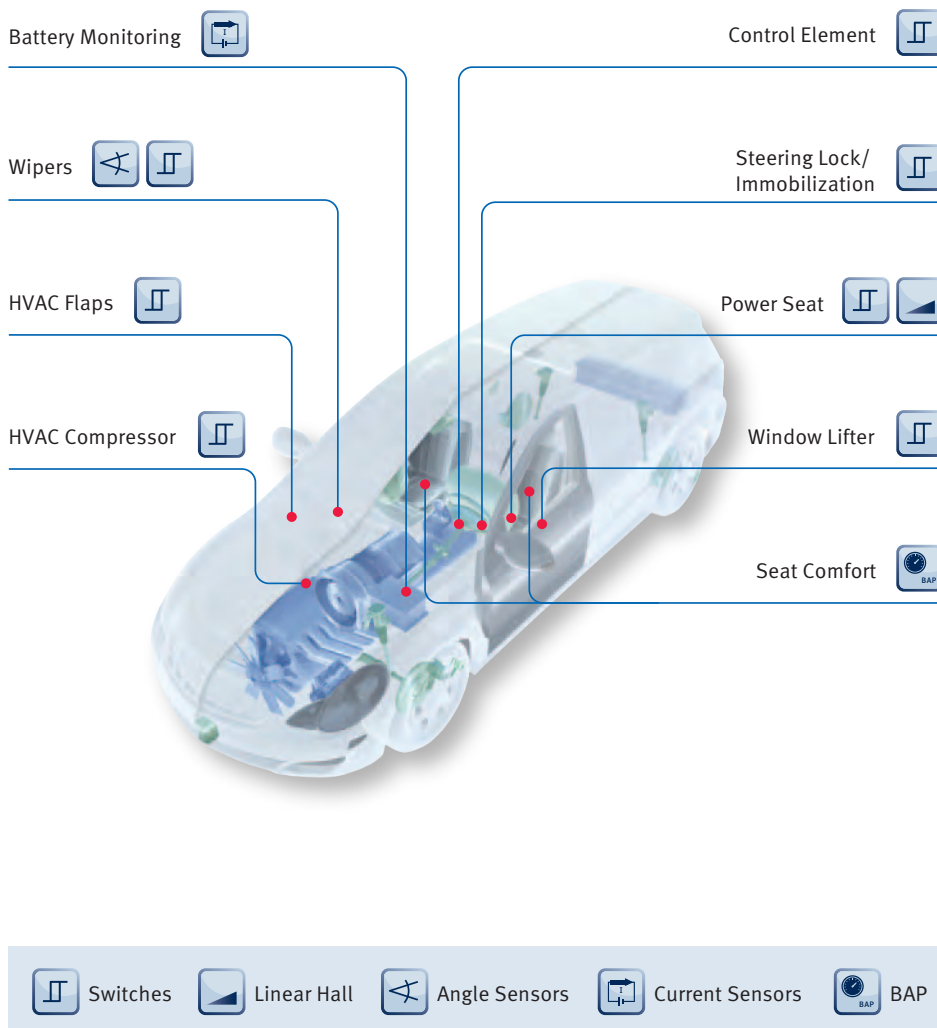 Battery Monitoring
Control Element
Wipers
Steering Lock/
Immobilization
HVAC Flaps
Power Seat
HVAC Compressor
Window Lifter
Seat Comfort
BAP
Switches
Linear Hall
Angle Sensors
Current Sensors
BAP
BAP